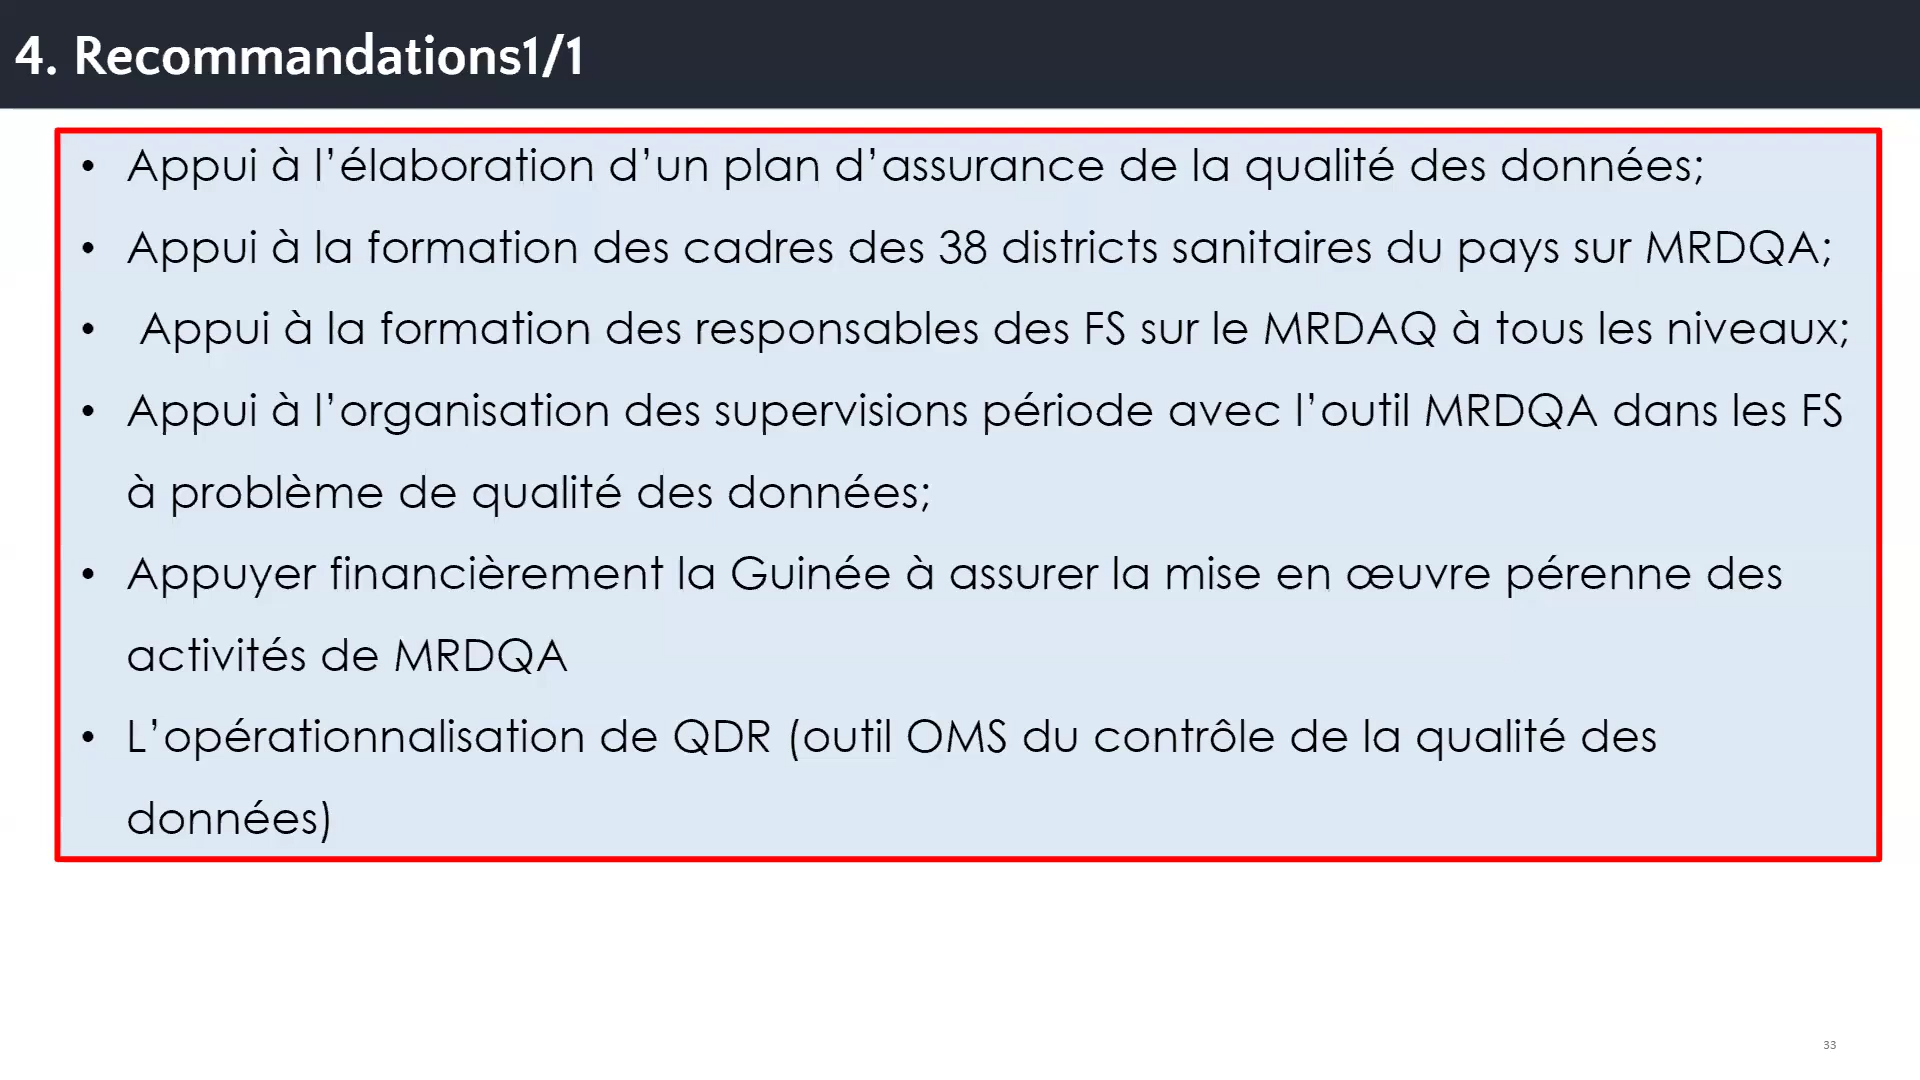 4. Recommandations1/1
• Appui à l’élaboration d’un plan d’assurance de la qualité des données;
• Appui à la formation des cadres des 38 districts sanitaires du pays sur MRDQA;
• Appui à la formation des responsables des FS sur le MRDAQ à tous les niveaux;
• Appui à l’organisation des supervisions période avec l’outil MRDQA dans les FS
à problème de qualité des données;
• Appuyer financièrement la Guinée à assurer la mise en œuvre pérenne des
activités de MRDQA
• L’opérationnalisation de QDR (outil OMS du contrôle de la qualité des
données)
33